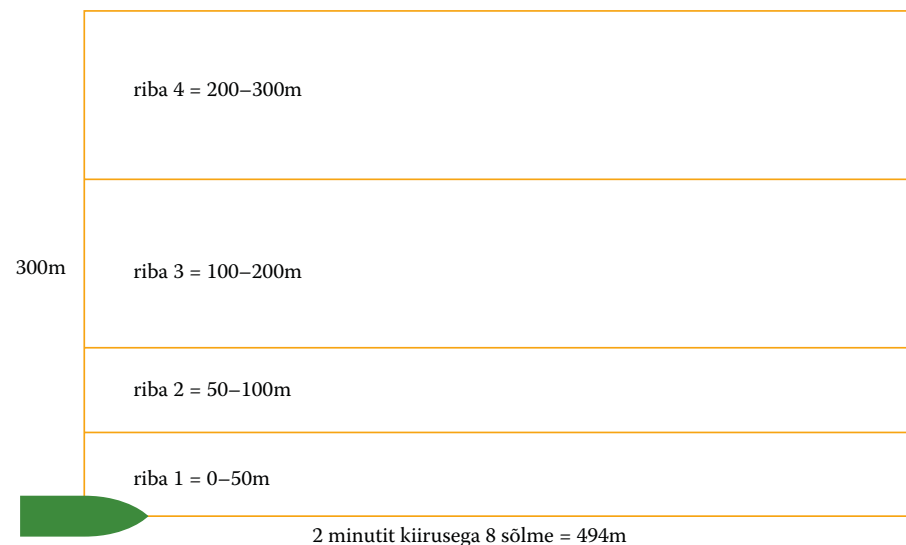 riba 4 = 200–300m
300m
riba 3 = 100–200m
riba 2 = 50–100m
riba 1 = 0–50m
2 minutit kiirusega 8 sõlme = 494m